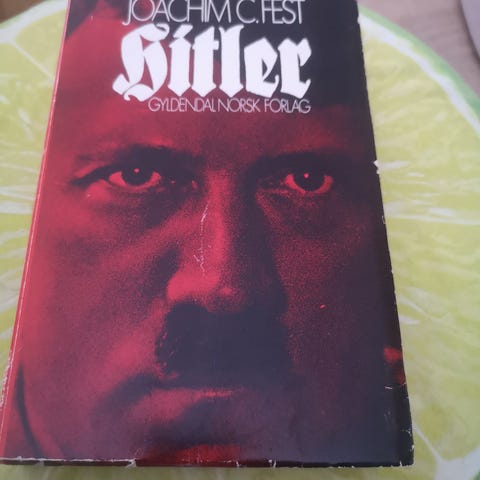 JOACHIM C. FEST
Hitler
GYLDENDAL NORSK FORLAG